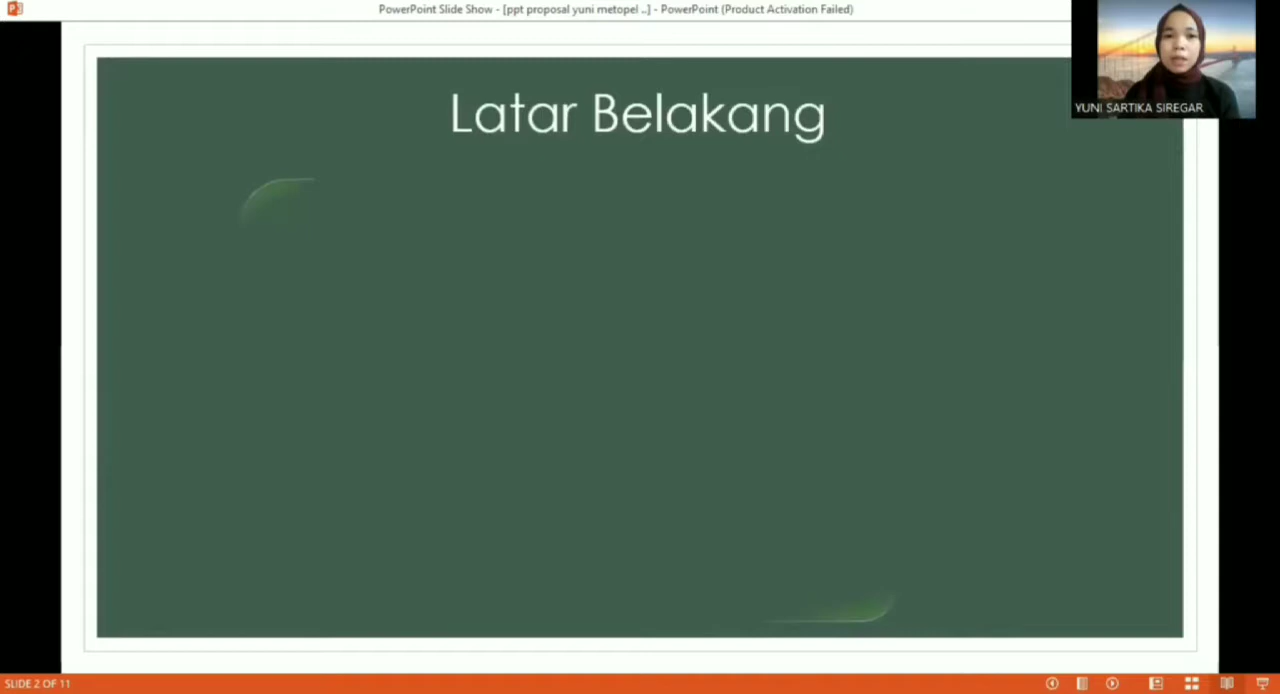 PowerPoint Slide Show - [ppt proposal yuni metopel ..] - PowerPoint (Product Activation Failed)
YUNI SARTIKA SIREGAR
Latar Belakang
SLIDE 2 OF 11